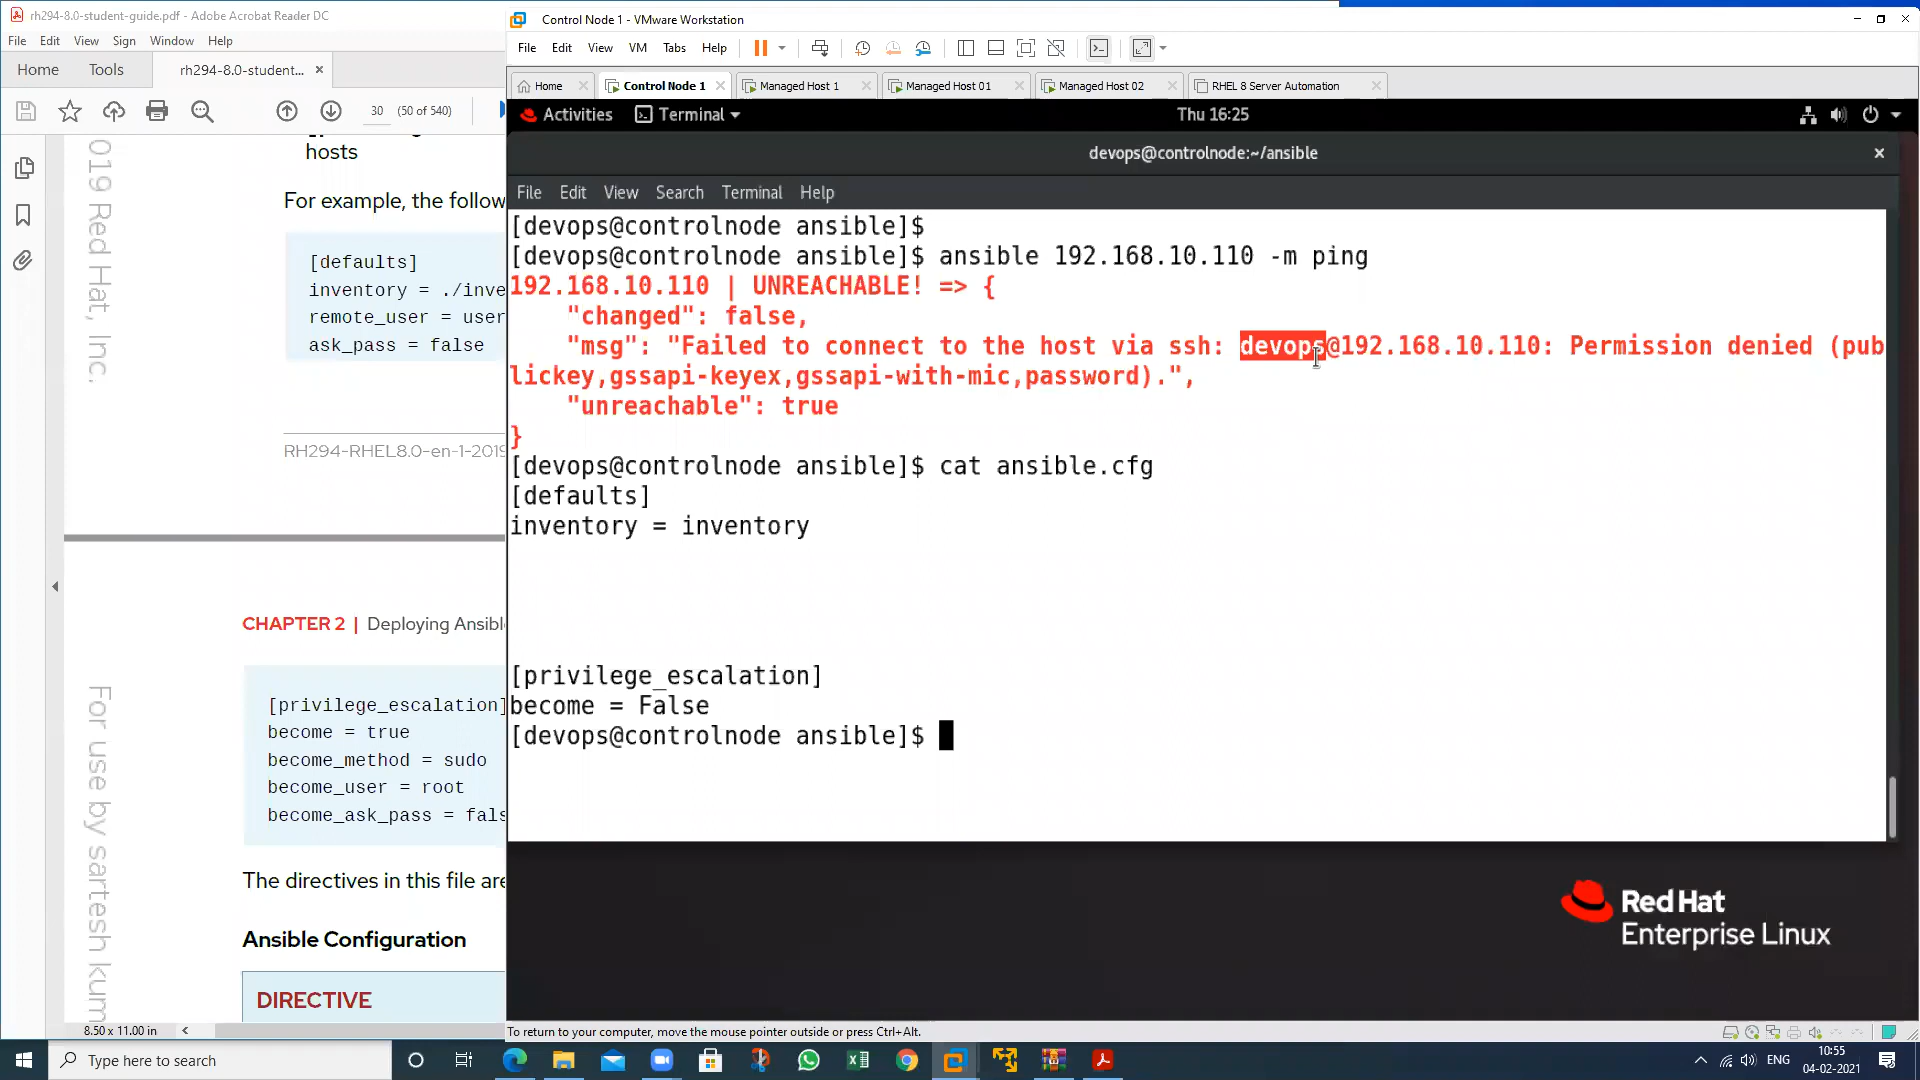 rh294-8.0-student-guide.pdf - Adobe Acrobat Reader DC
File Edit View Sign Window Help
Home Tools rh294-8.0-student...
30 (50 of 540)
019 Red Hat, Inc.
hosts
For example, the follow
[defaults]
inventory = ./inve
remote_user = user
ask_pass = false
RH294-RHEL8.0-en-1-2019
CHAPTER 2 | Deploying Ansibl
[privilege_escalation]
become = true
become_method = sudo
become_user = root
become_ask_pass = fals
The directives in this file are
Ansible Configuration
DIRECTIVE
For use by sartesh kum
8.50 x 11.00 in
Control Node 1 - VMware Workstation
File Edit View VM Tabs Help
Home Control Node 1 Managed Host 1 Managed Host 01 Managed Host 02 RHEL 8 Server Automation
Activities Terminal Thu 16:25
devops@controlnode:~/ansible
File Edit View Search Terminal Help
[devops@controlnode ansible]$
[devops@controlnode ansible]$ ansible 192.168.10.110 -m ping
192.168.10.110 | UNREACHABLE! => {
"changed": false,
"msg": "Failed to connect to the host via ssh: devops@192.168.10.110: Permission denied (pub
lickey,gssapi-keyex,gssapi-with-mic,password).",
"unreachable": true
}
[devops@controlnode ansible]$ cat ansible.cfg
[defaults]
inventory = inventory
[privilege_escalation]
become = False
[devops@controlnode ansible]$
Red Hat
Enterprise Linux
To return to your computer, move the mouse pointer outside or press Ctrl+Alt.
Type here to search
ENG
10:55
04-02-2021